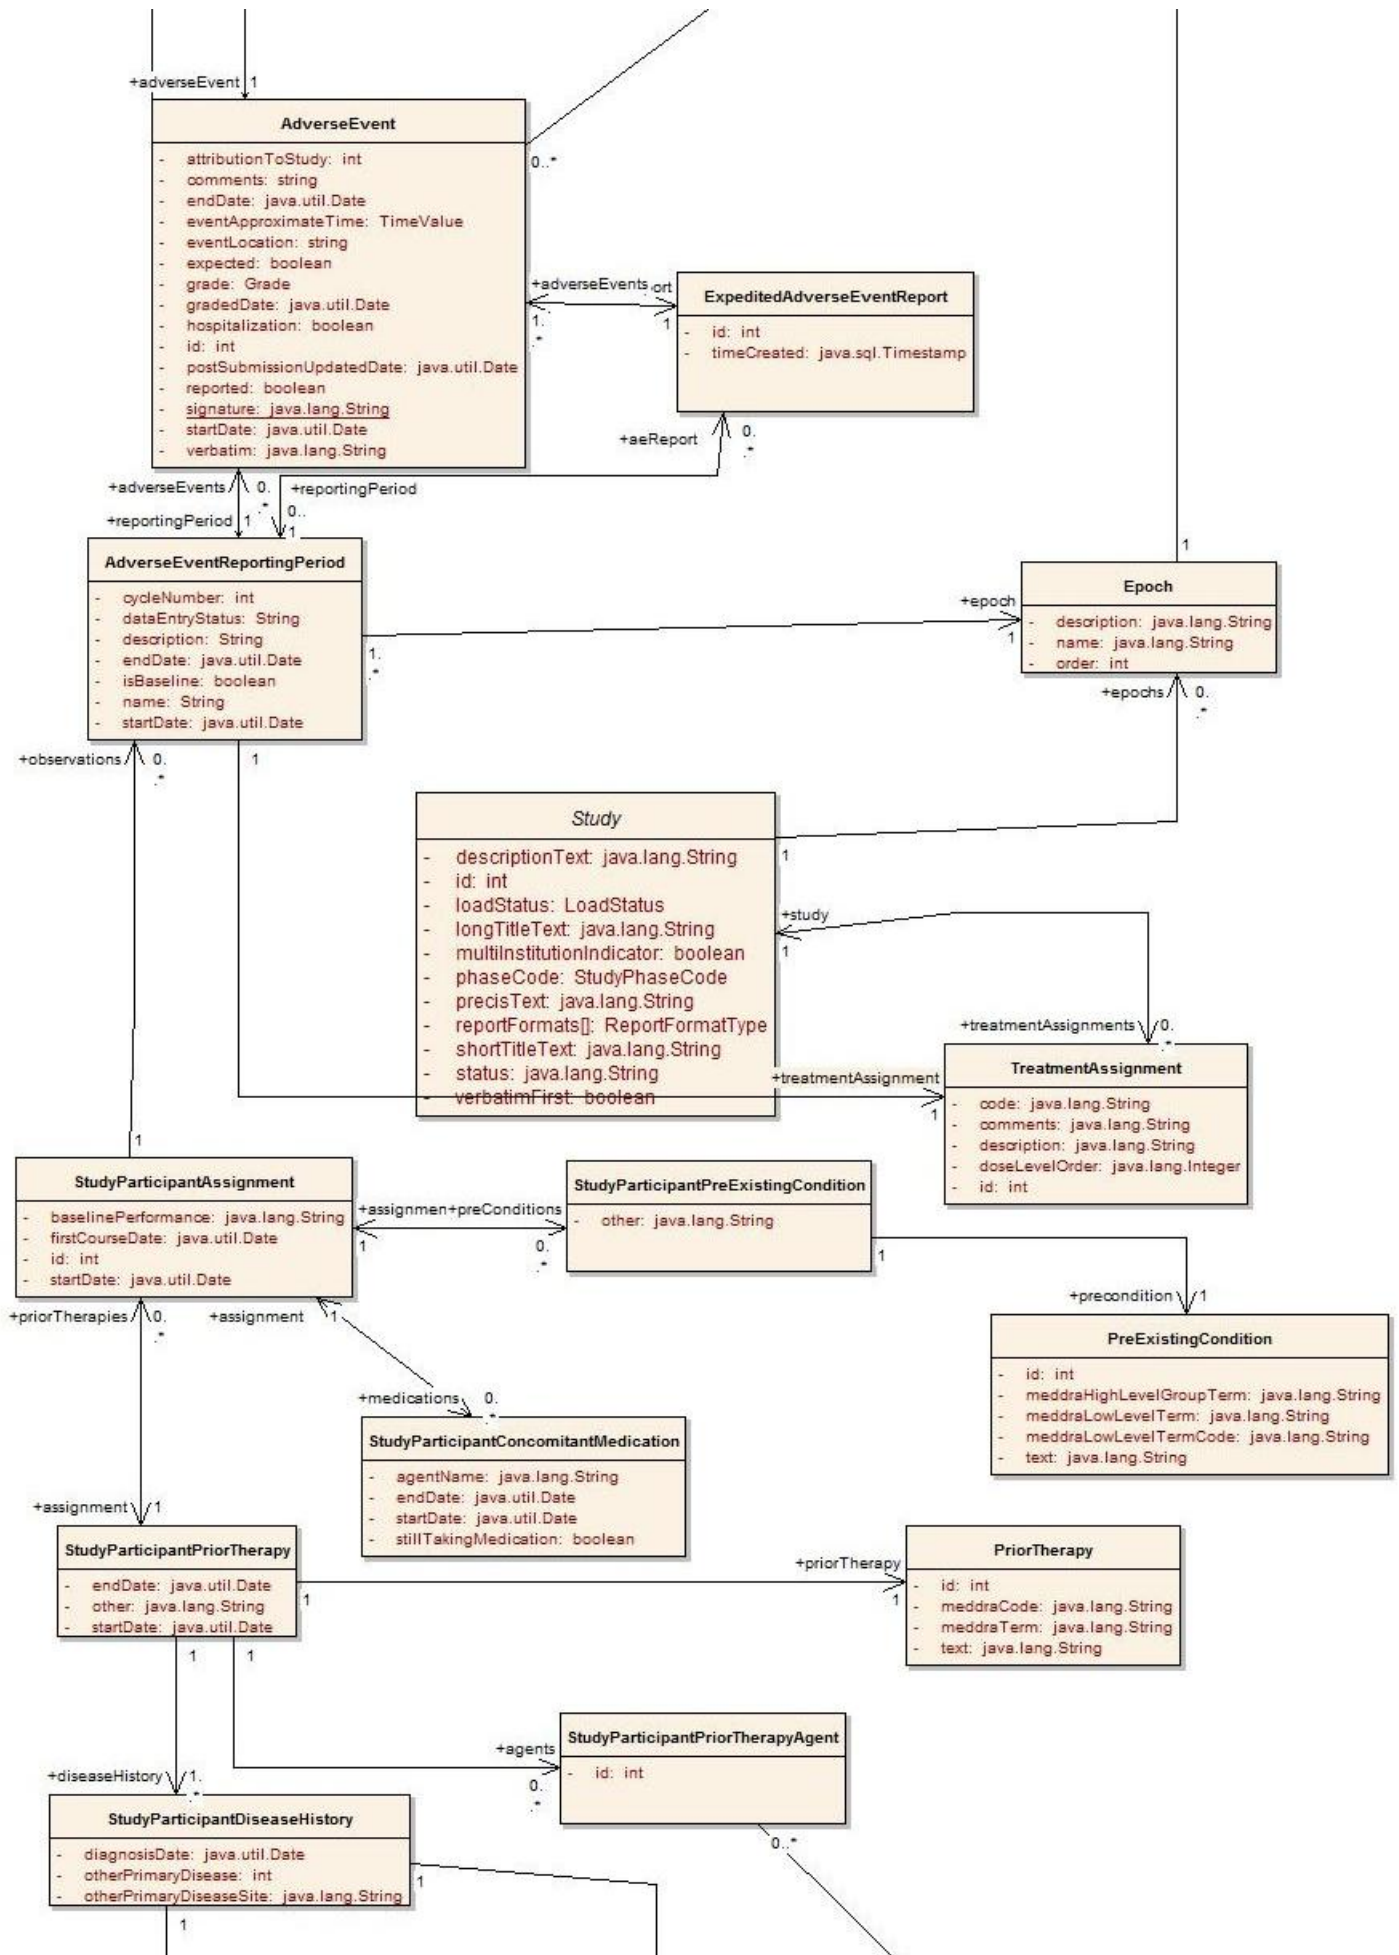 +adverseEvent 1
AdverseEvent
- attributionToStudy: int
- comments: string
- endDate: java.util.Date
- eventApproximateTime: TimeValue
- eventLocation: string
- expected: boolean
- grade: Grade
- gradedDate: java.util.Date
- hospitalization: boolean
- id: int
- postSubmissionUpdatedDate: java.util.Date
- reported: boolean
- signature: java.lang.String
- startDate: java.util.Date
- verbatim: java.lang.String
0..*
+adverseEvents ort
1.
.*
1
ExpeditedAdverseEventReport
- id: int
- timeCreated: java.sql.Timestamp
+aeReport 0.
.*
+adverseEvents 0.
.*
+reportingPeriod
0..
1
+reportingPeriod 1
AdverseEventReportingPeriod
- cycleNumber: int
- dataEntryStatus: String
- description: String
- endDate: java.util.Date
- isBaseline: boolean
- name: String
- startDate: java.util.Date
1
+epoch
1
1.
.*
Epoch
- description: java.lang.String
- name: java.lang.String
- order: int
+epochs 0.
.*
+observations 0.
.*
1
Study
- descriptionText: java.lang.String
- id: int
- loadStatus: LoadStatus
- longTitleText: java.lang.String
- multiInstitutionIndicator: boolean
- phaseCode: StudyPhaseCode
- precisText: java.lang.String
- reportFormats[]: ReportFormatType
- shortTitleText: java.lang.String
- status: java.lang.String
- verbatimFirst: boolean
1
+study
1
+treatmentAssignments 0.
.*
+treatmentAssignment
1
TreatmentAssignment
- code: java.lang.String
- comments: java.lang.String
- description: java.lang.String
- doseLevelOrder: java.lang.Integer
- id: int
1
StudyParticipantAssignment
- baselinePerformance: java.lang.String
- firstCourseDate: java.util.Date
- id: int
- startDate: java.util.Date
+assignmen+preConditions
1
0.
.*
StudyParticipantPreExistingCondition
- other: java.lang.String
1
+precondition 1
PreExistingCondition
- id: int
- meddraHighLevelGroupTerm: java.lang.String
- meddraLowLevelTerm: java.lang.String
- meddraLowLevelTermCode: java.lang.String
- text: java.lang.String
+priorTherapies 0.
.*
+assignment 1
+medications 0.
.*
StudyParticipantConcomitantMedication
- agentName: java.lang.String
- endDate: java.util.Date
- startDate: java.util.Date
- stillTakingMedication: boolean
+assignment 1
StudyParticipantPriorTherapy
- endDate: java.util.Date
- other: java.lang.String
- startDate: java.util.Date
1
+priorTherapy
1
PriorTherapy
- id: int
- meddraCode: java.lang.String
- meddraTerm: java.lang.String
- text: java.lang.String
1
1
+agents
0.
.*
StudyParticipantPriorTherapyAgent
- id: int
0..*
+diseaseHistory 1.
.*
StudyParticipantDiseaseHistory
- diagnosisDate: java.util.Date
- otherPrimaryDisease: int
- otherPrimaryDiseaseSite: java.lang.String
1
1